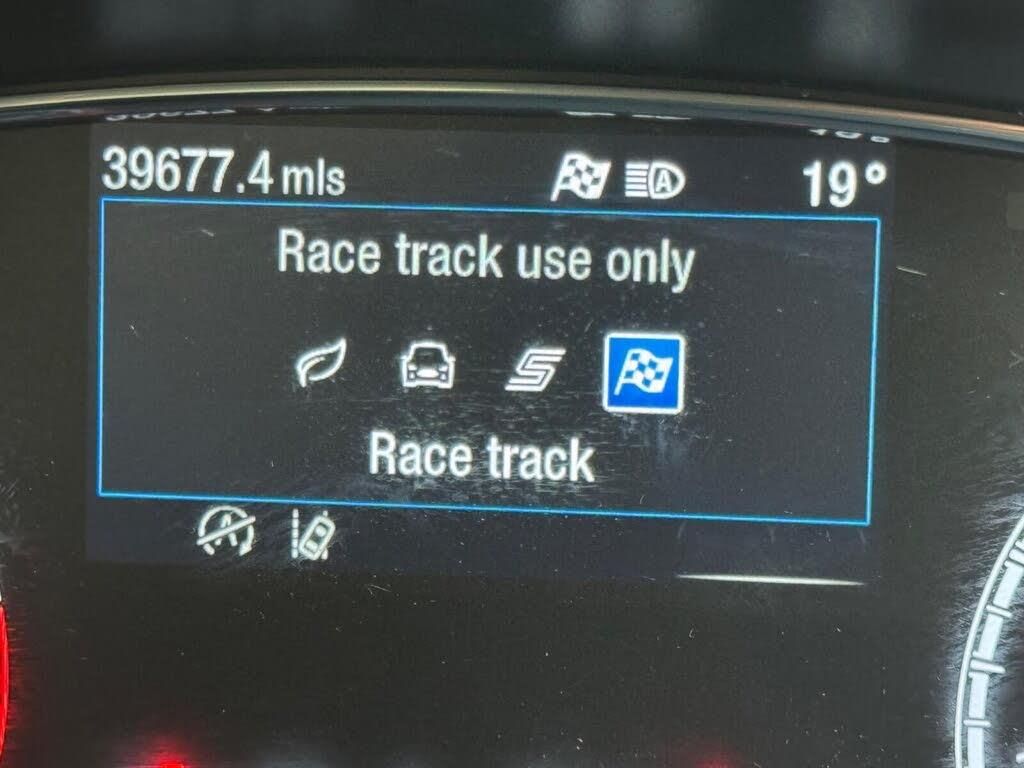 39677.4 mls 19°
Race track use only
Race track